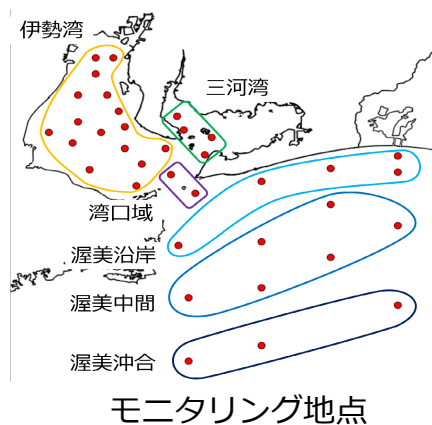 伊勢湾
三河湾
湾口域
渥美沿岸
渥美中間
渥美沖合
モニタリング地点